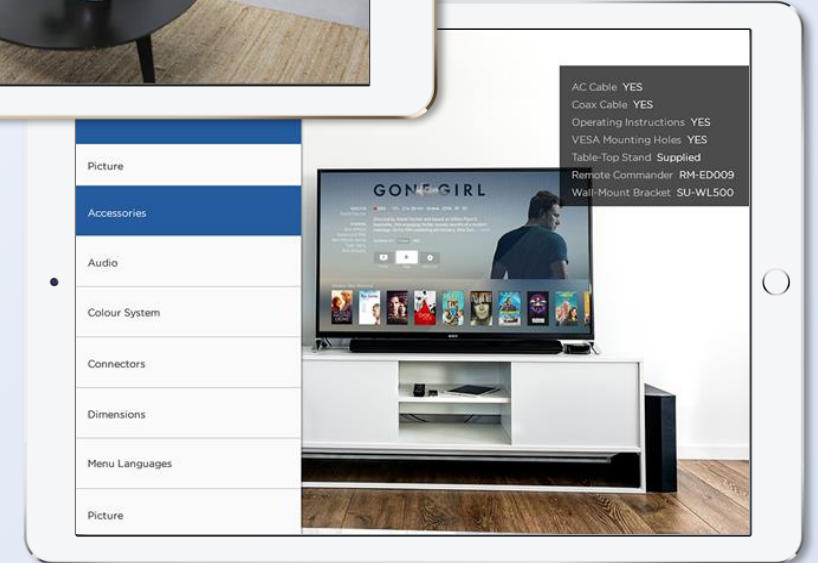 Picture
Accessories
Audio
Colour System
Connectors
Dimensions
Menu Languages
Picture
AC Cable YES
Coax Cable YES
Operating Instructions YES
VESA Mounting Holes YES
Table-Top Stand Supplied
Remote Commander RM-ED009
Wall-Mount Bracket SU-WL500
GONE GIRL
SONY